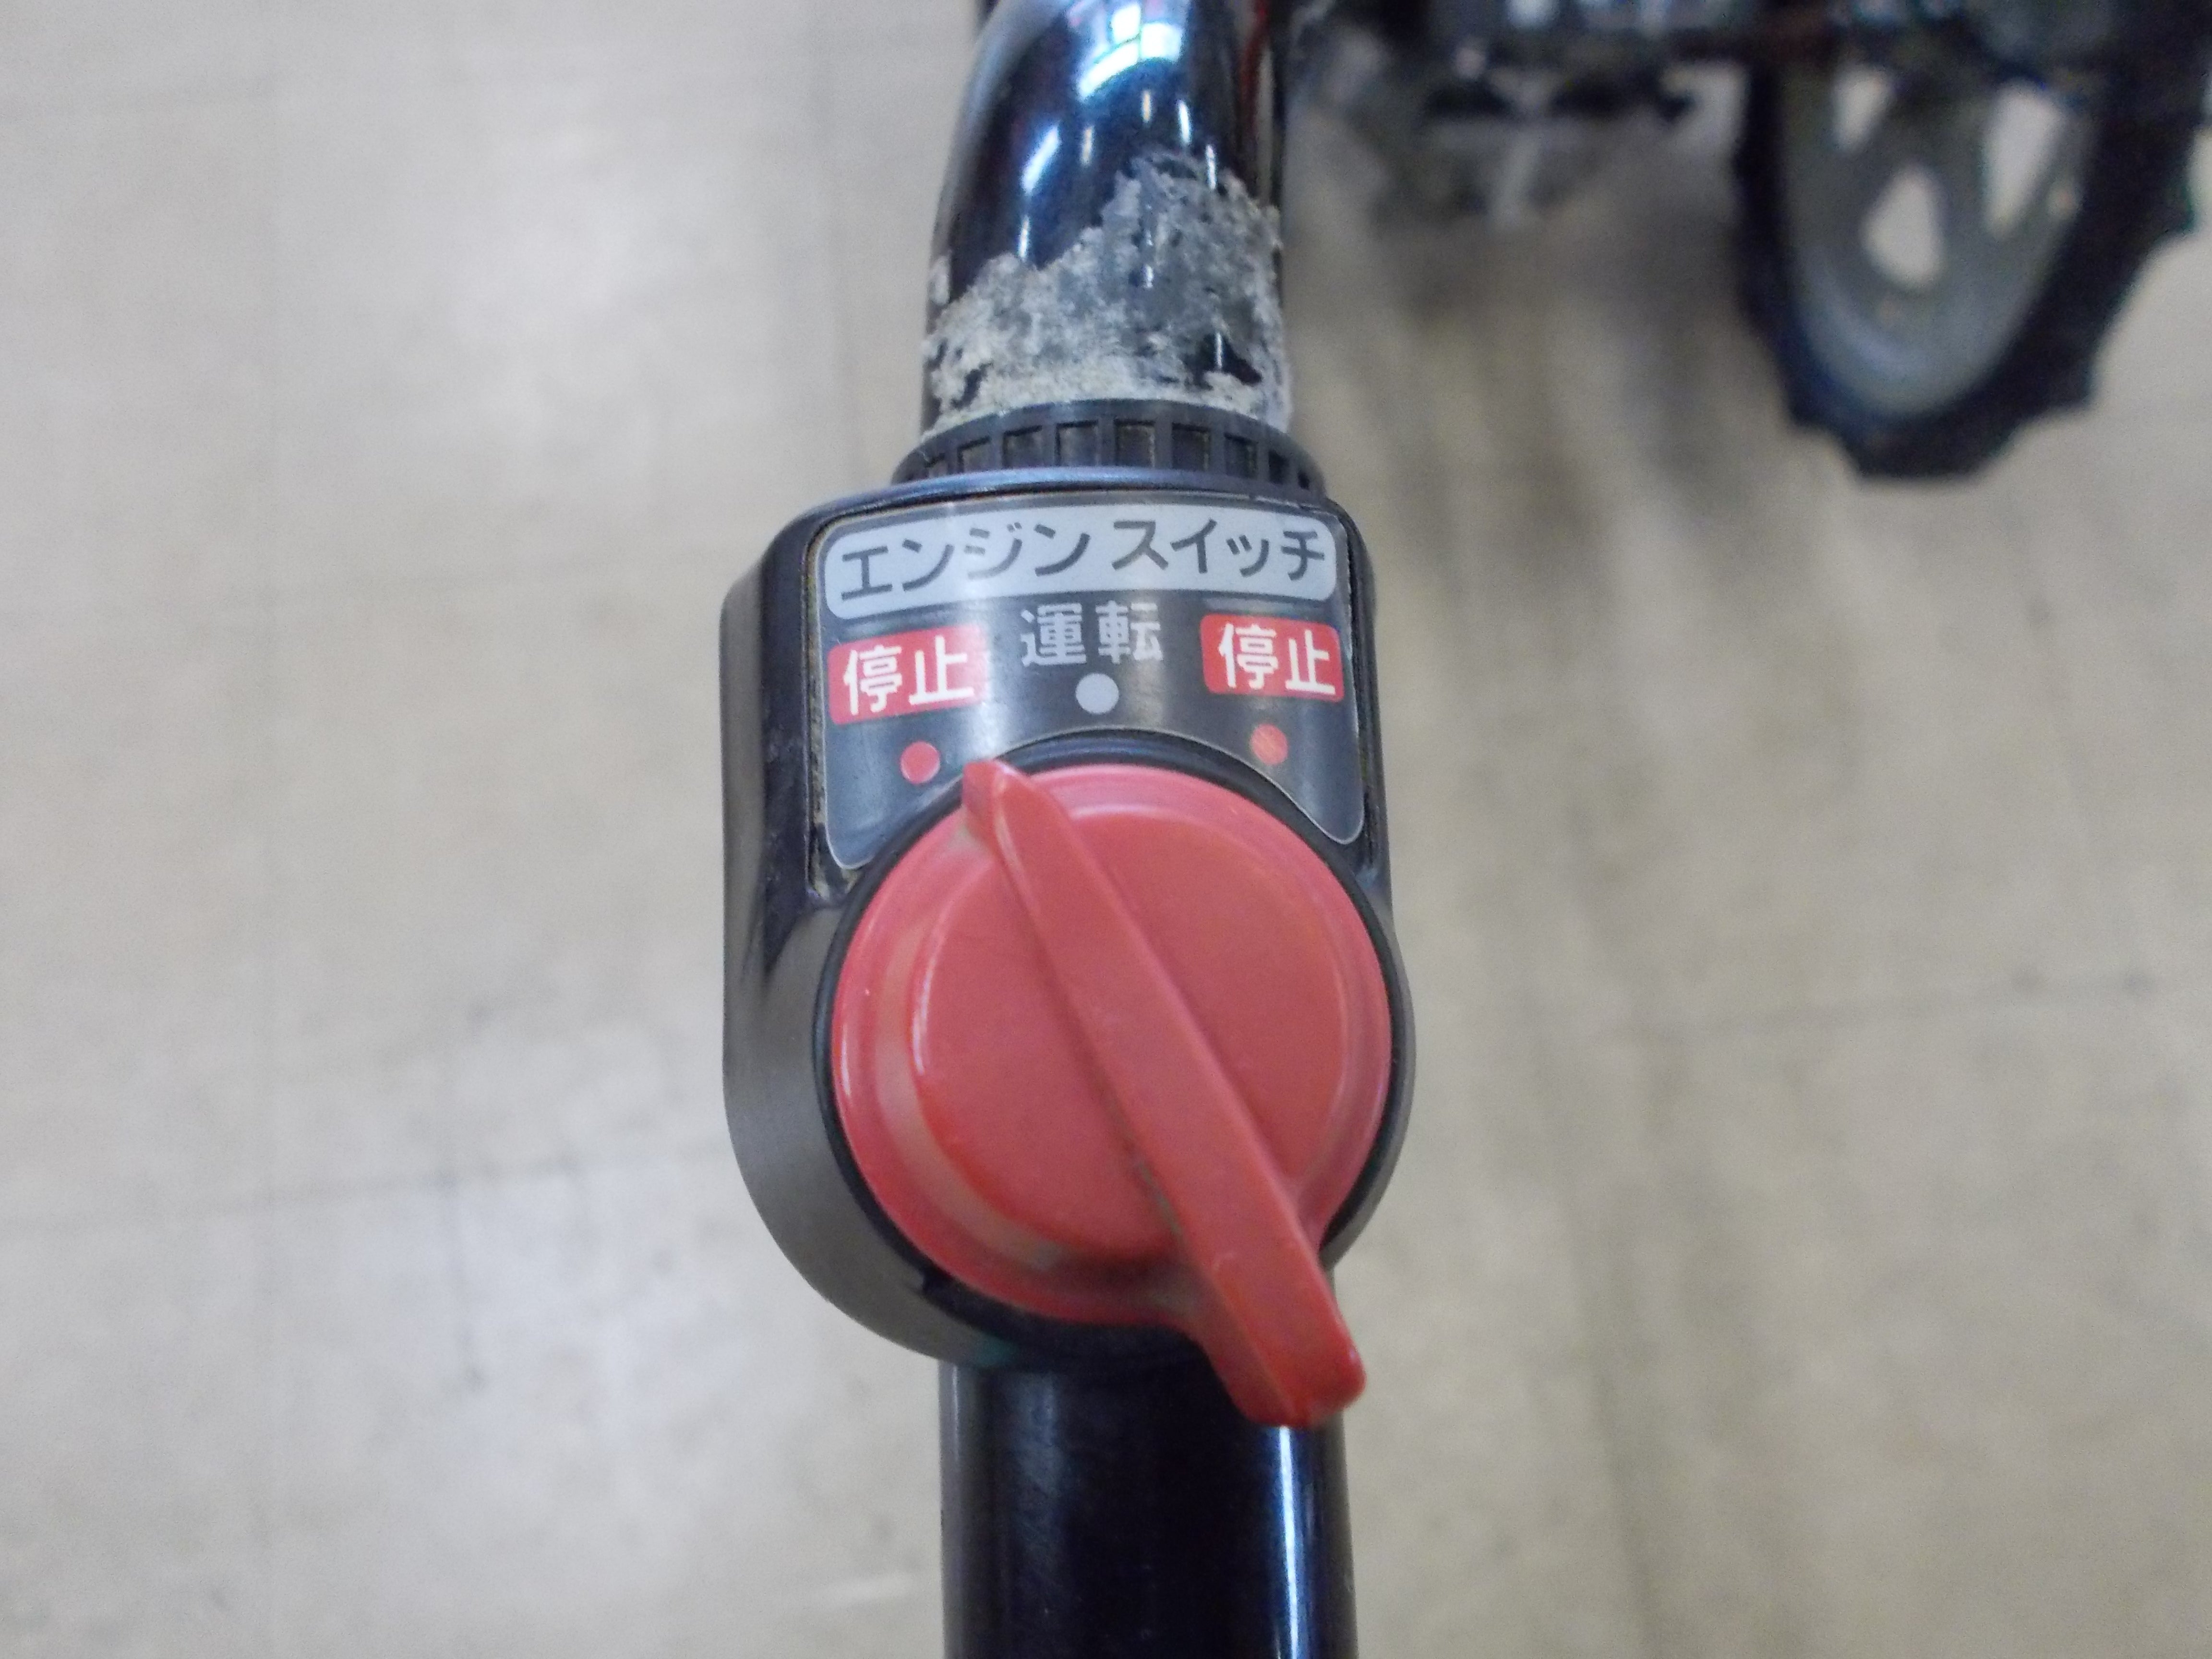 エンジン スイッチ
停止 運転 停止